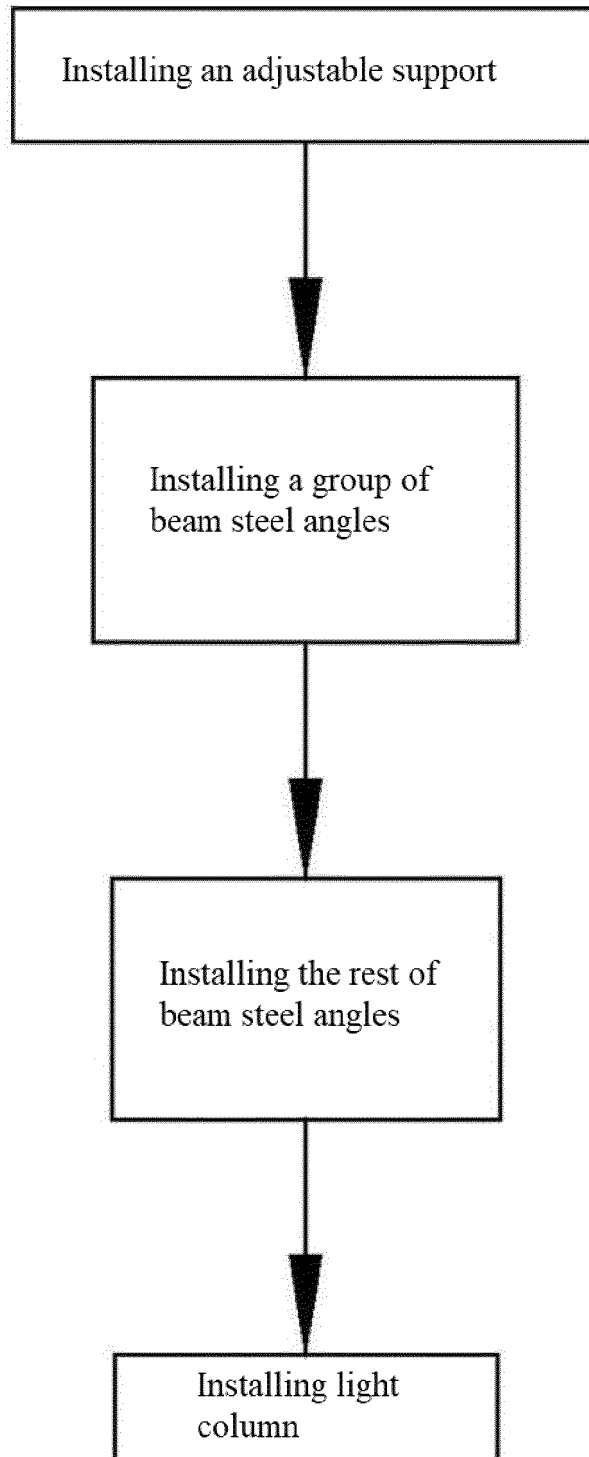 Installing an adjustable support
Installing a group of
beam steel angles
Installing the rest of
beam steel angles
Installing light
column